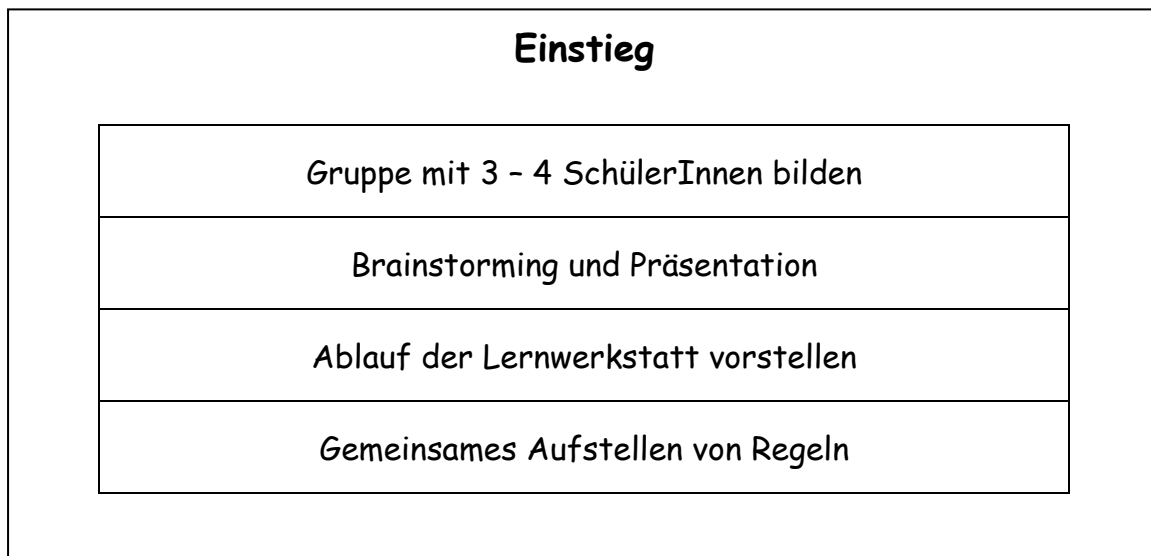 Einstieg
Gruppe mit 3 – 4 SchülerInnen bilden
Brainstorming und Präsentation
Ablauf der Lernwerkstatt vorstellen
Gemeinsames Aufstellen von Regeln